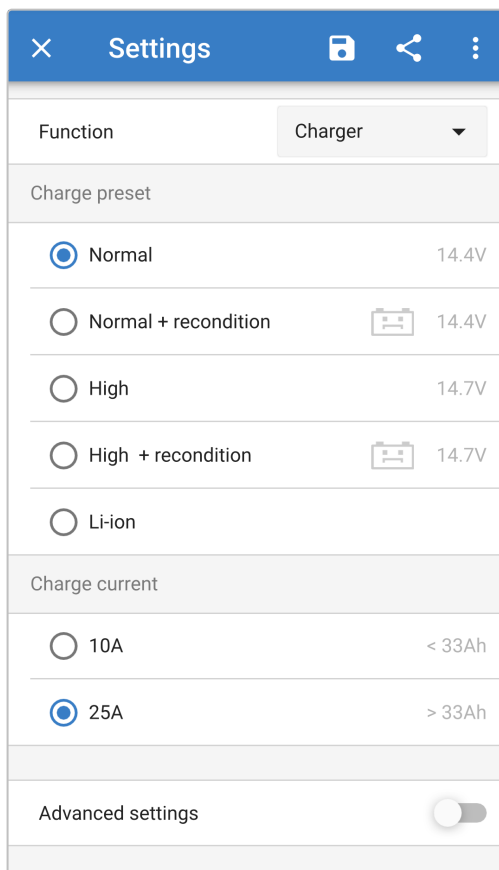 Settings
Function Charger
Charge preset
Normal 14.4V
Normal + recondition 14.4V
High 14.7V
High + recondition 14.7V
Li-ion
Charge current
10A < 33Ah
25A > 33Ah
Advanced settings